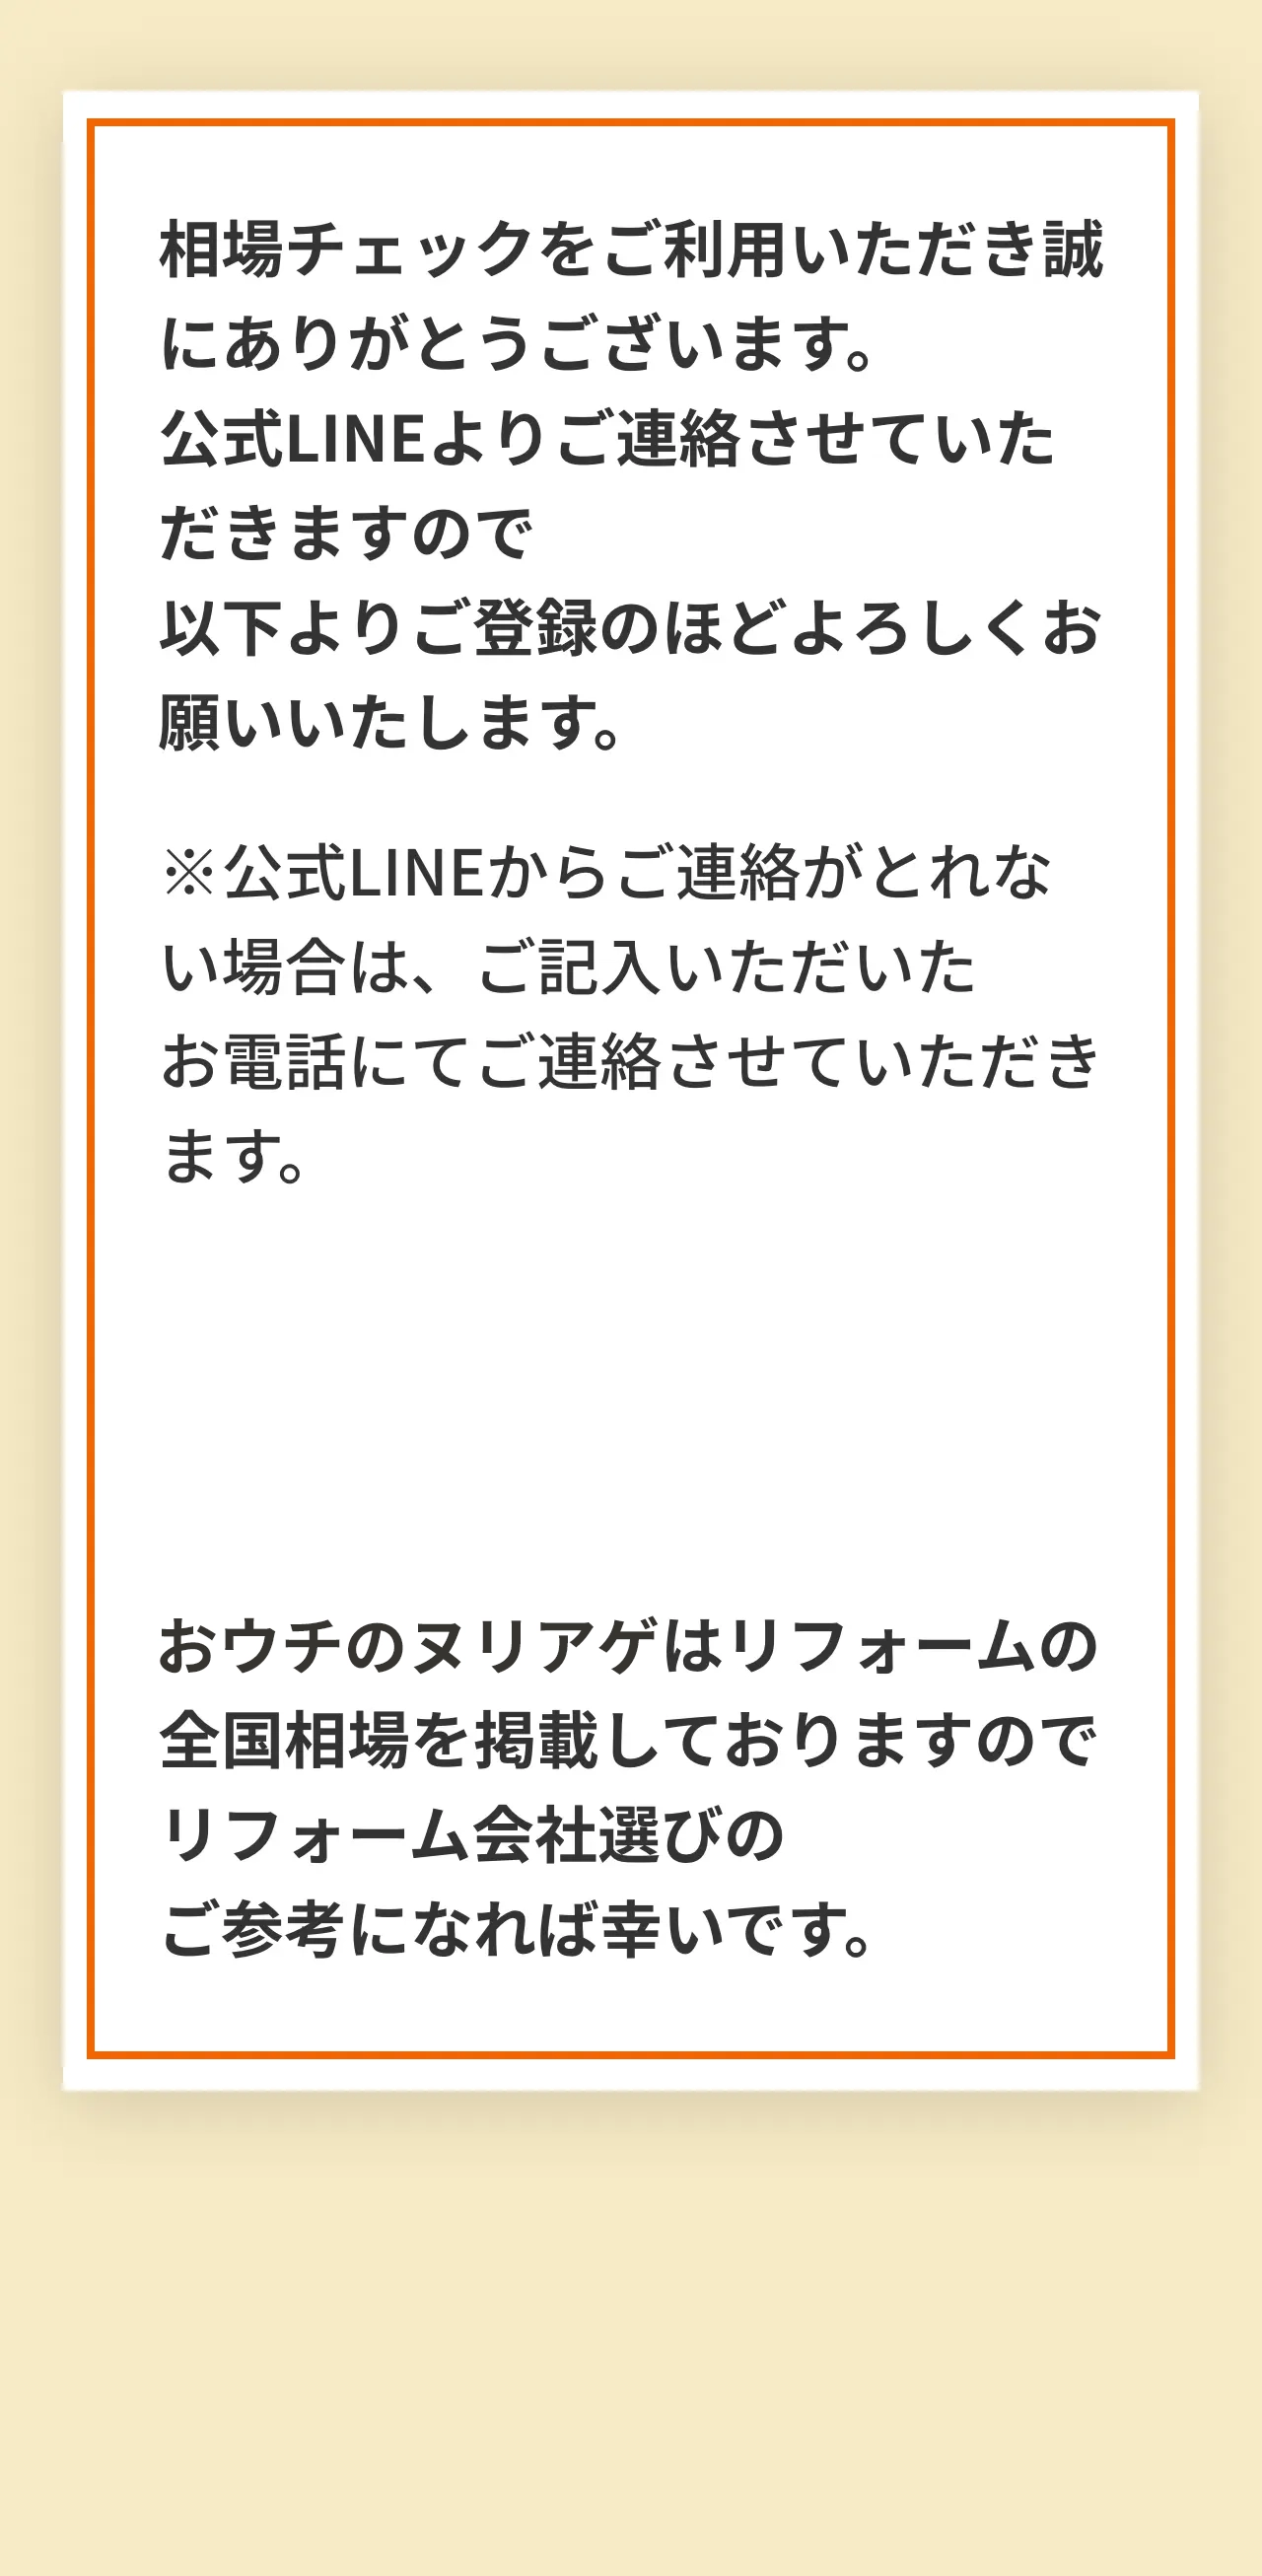 相場チェックをご利用いただき誠
にありがとうございます。
公式LINEよりご連絡させていた
だきますので
以下よりご登録のほどよろしくお
願いいたします。
※公式LINEからご連絡がとれな
い場合は、ご記入いただいた
お電話にてご連絡させていただき
ます。
おウチのヌリアゲはリフォームの
全国相場を掲載しておりますので
リフォーム会社選びの
ご参考になれば幸いです。